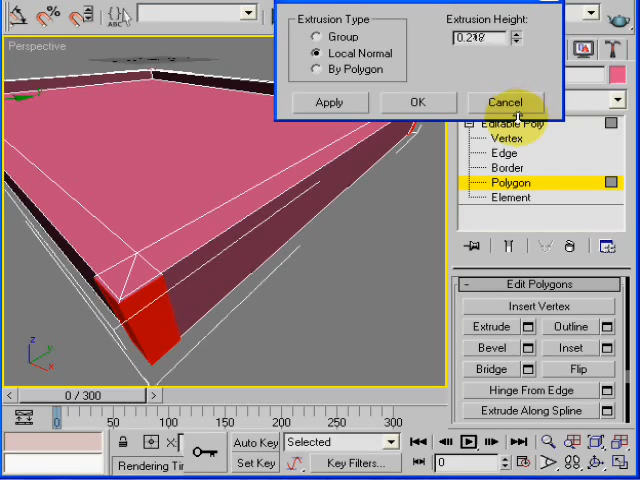 Extrusion Type
Extrusion Height:
Group
Local Normal
By Polygon
Apply
OK
Cancel
Perspective
y
z
x
Editable Poly
Vertex
Edge
Border
Polygon
Element
- Edit Polygons
Insert Vertex
Extrude
Outline
Bevel
Inset
Bridge
Flip
Hinge From Edge
Extrude Along Spline
< 0 / 300 >
0 50 100 150 200 250 300
X:
Auto Key
Selected
Rendering Tir
Set Key
Key Filters...
0